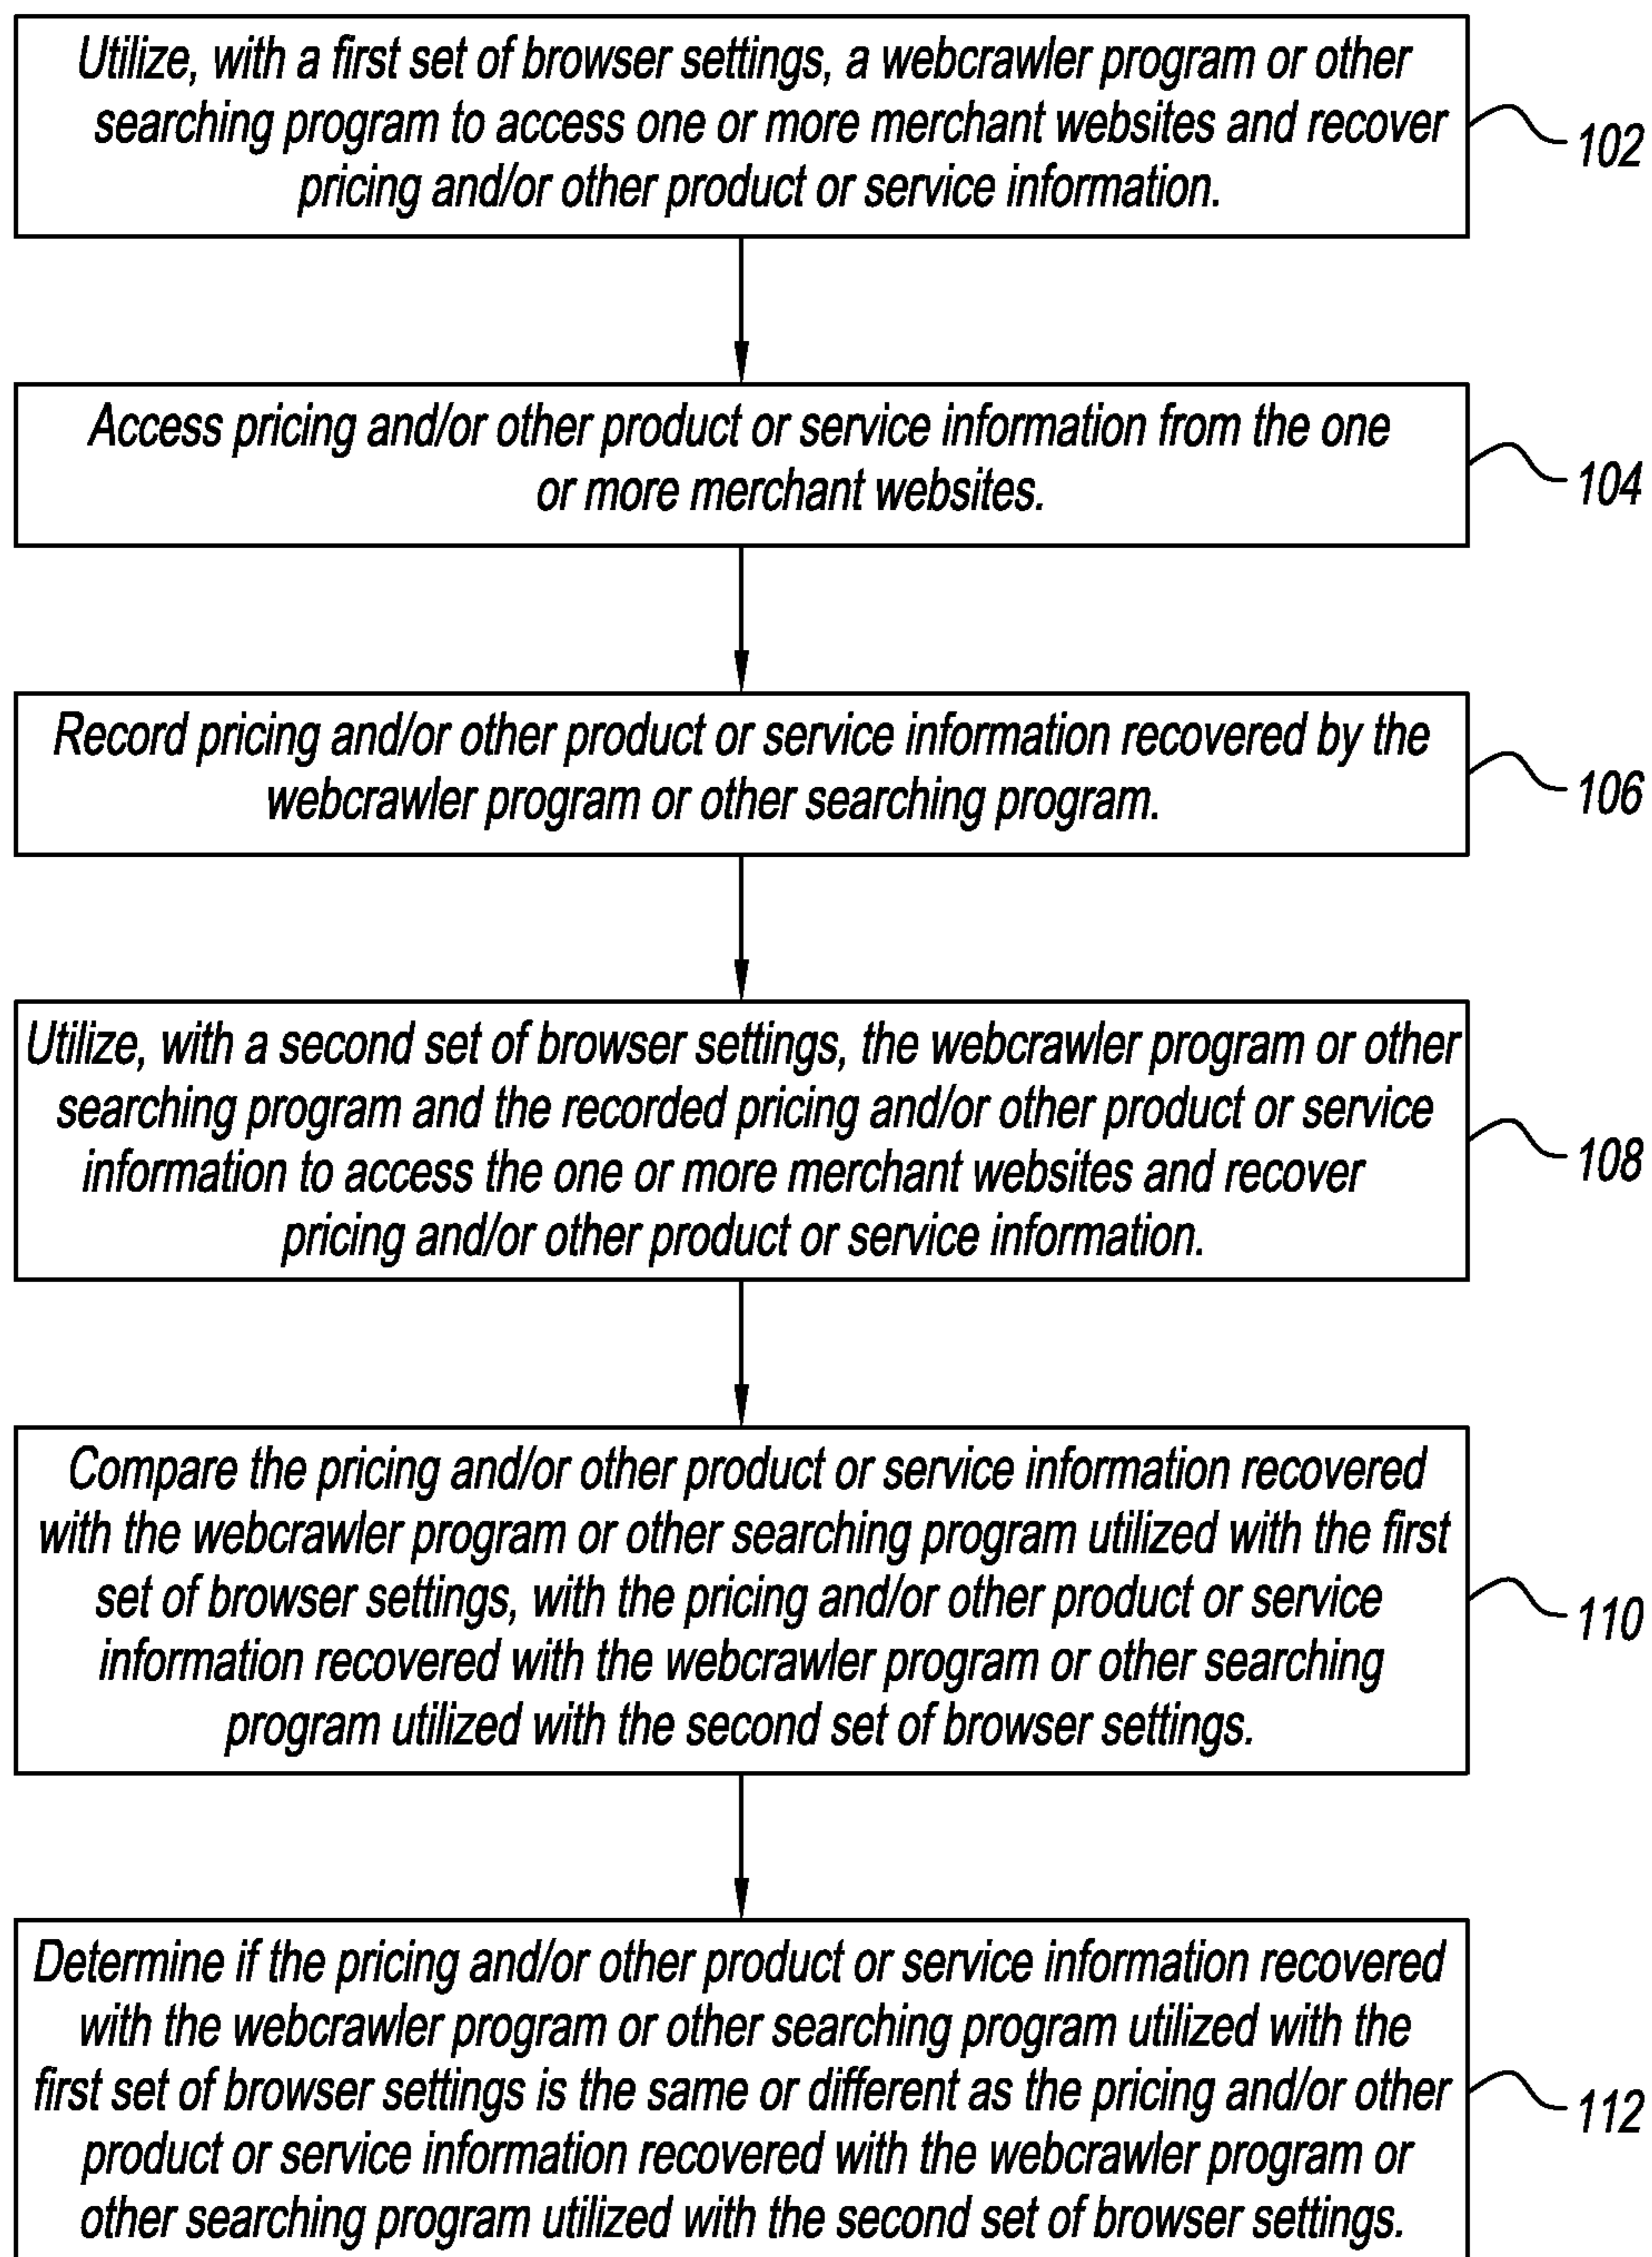 Utilize, with a first set of browser settings, a webcrawler program or other
searching program to access one or more merchant websites and recover
pricing and/or other product or service information.
102
Access pricing and/or other product or service information from the one
or more merchant websites.
104
Record pricing and/or other product or service information recovered by the
webcrawler program or other searching program.
106
Utilize, with a second set of browser settings, the webcrawler program or other
searching program and the recorded pricing and/or other product or service
information to access the one or more merchant websites and recover
pricing and/or other product or service information.
108
Compare the pricing and/or other product or service information recovered
with the webcrawler program or other searching program utilized with the first
set of browser settings, with the pricing and/or other product or service
information recovered with the webcrawler program or other searching
program utilized with the second set of browser settings.
110
Determine if the pricing and/or other product or service information recovered
with the webcrawler program or other searching program utilized with the
first set of browser settings is the same or different as the pricing and/or other
product or service information recovered with the webcrawler program or
other searching program utilized with the second set of browser settings.
112